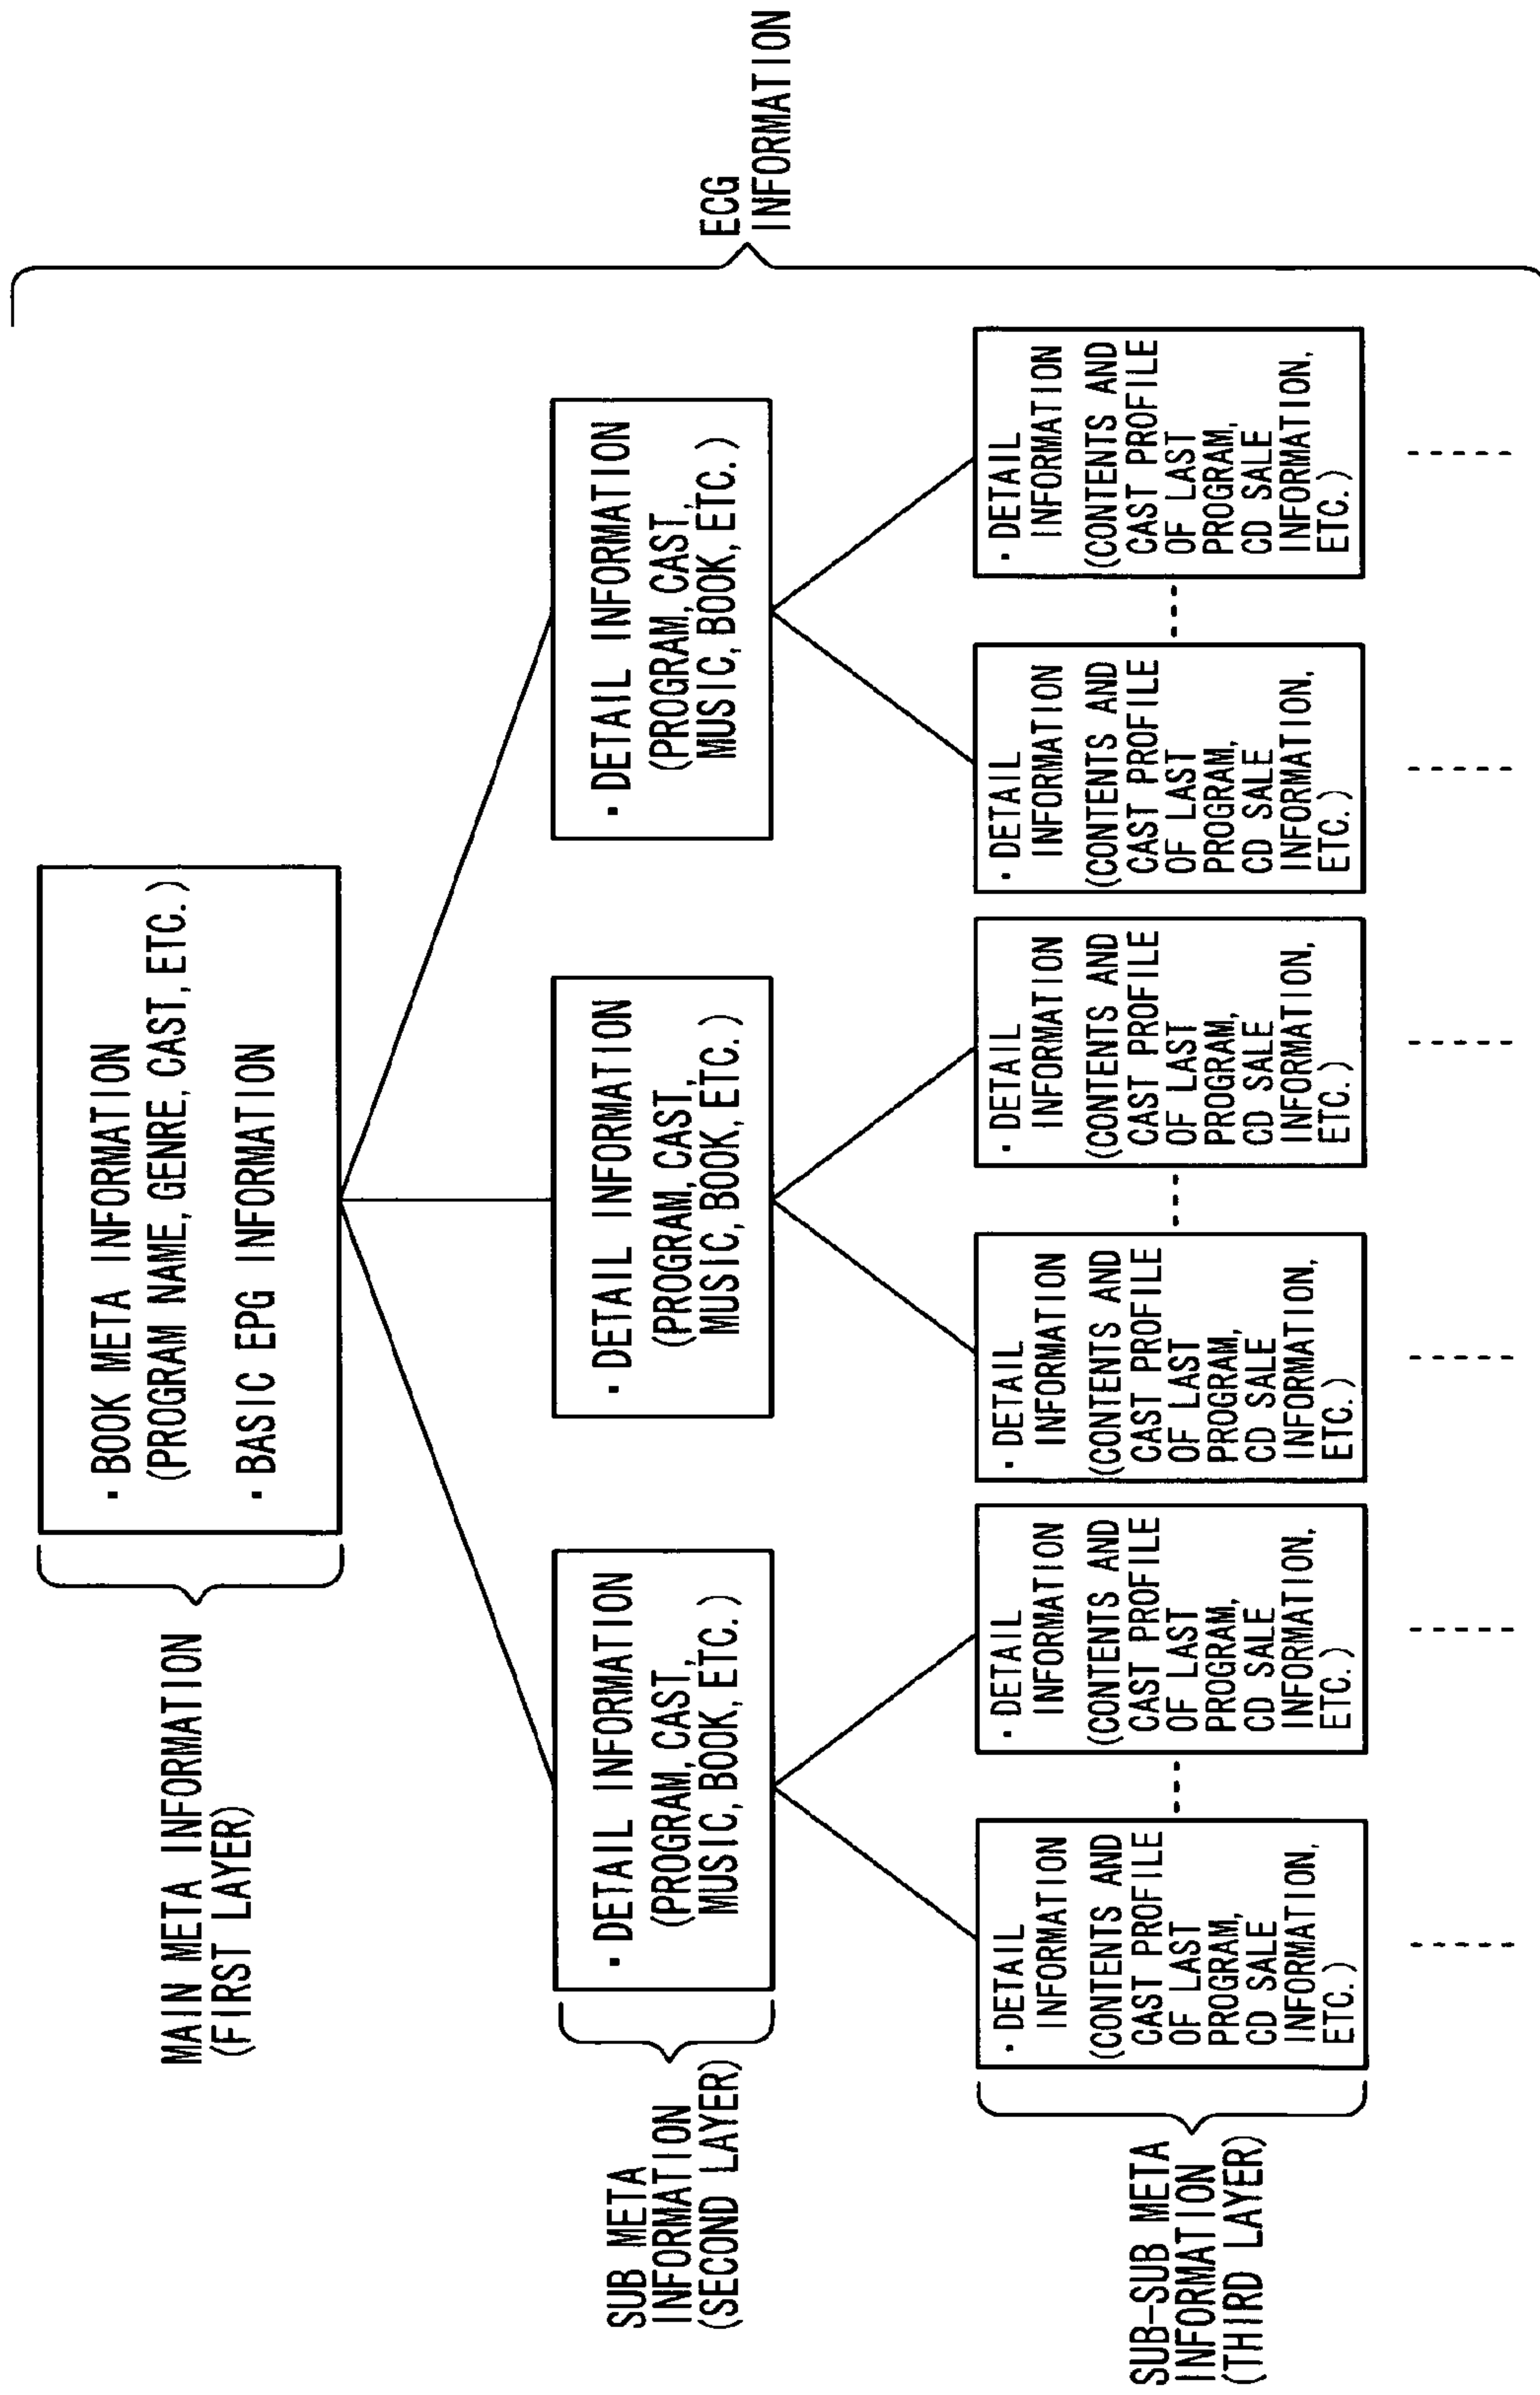 MAIN META INFORMATION
(FIRST LAYER)
· BOOK META INFORMATION
(PROGRAM NAME, GENRE, CAST, ETC.)
· BASIC EPG INFORMATION
ECG
INFORMATION
SUB META
INFORMATION
(SECOND LAYER)
· DETAIL INFORMATION
(PROGRAM, CAST,
MUSIC, BOOK, ETC.)
· DETAIL INFORMATION
(PROGRAM, CAST,
MUSIC, BOOK, ETC.)
· DETAIL INFORMATION
(PROGRAM, CAST,
MUSIC, BOOK, ETC.)
SUB-SUB META
INFORMATION
(THIRD LAYER)
· DETAIL
INFORMATION
(CONTENTS AND
CAST PROFILE
OF LAST
PROGRAM,
CD SALE
INFORMATION,
ETC.)
· DETAIL
INFORMATION
(CONTENTS AND
CAST PROFILE
OF LAST
PROGRAM,
CD SALE
INFORMATION,
ETC.)
· DETAIL
INFORMATION
(CONTENTS AND
CAST PROFILE
OF LAST
PROGRAM,
CD SALE
INFORMATION,
ETC.)
· DETAIL
INFORMATION
(CONTENTS AND
CAST PROFILE
OF LAST
PROGRAM,
CD SALE
INFORMATION,
ETC.)
· DETAIL
INFORMATION
(CONTENTS AND
CAST PROFILE
OF LAST
PROGRAM,
CD SALE
INFORMATION,
ETC.)
· DETAIL
INFORMATION
(CONTENTS AND
CAST PROFILE
OF LAST
PROGRAM,
CD SALE
INFORMATION,
ETC.)